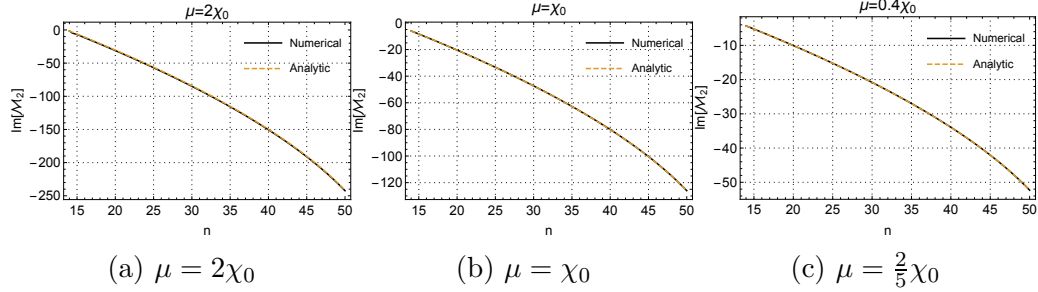 μ=2χ0
Im[ℳ2]
0
-50
-100
-150
-200
-250
15 20 25 30 35 40 45 50
n
Numerical
Analytic
(a) μ = 2χ0
μ=χ0
Im[ℳ2]
0
-20
-40
-60
-80
-100
-120
15 20 25 30 35 40 45 50
n
Numerical
Analytic
(b) μ = χ0
μ=0.4χ0
Im[ℳ2]
-10
-20
-30
-40
-50
15 20 25 30 35 40 45 50
n
Numerical
Analytic
(c) μ = 2/5 χ0